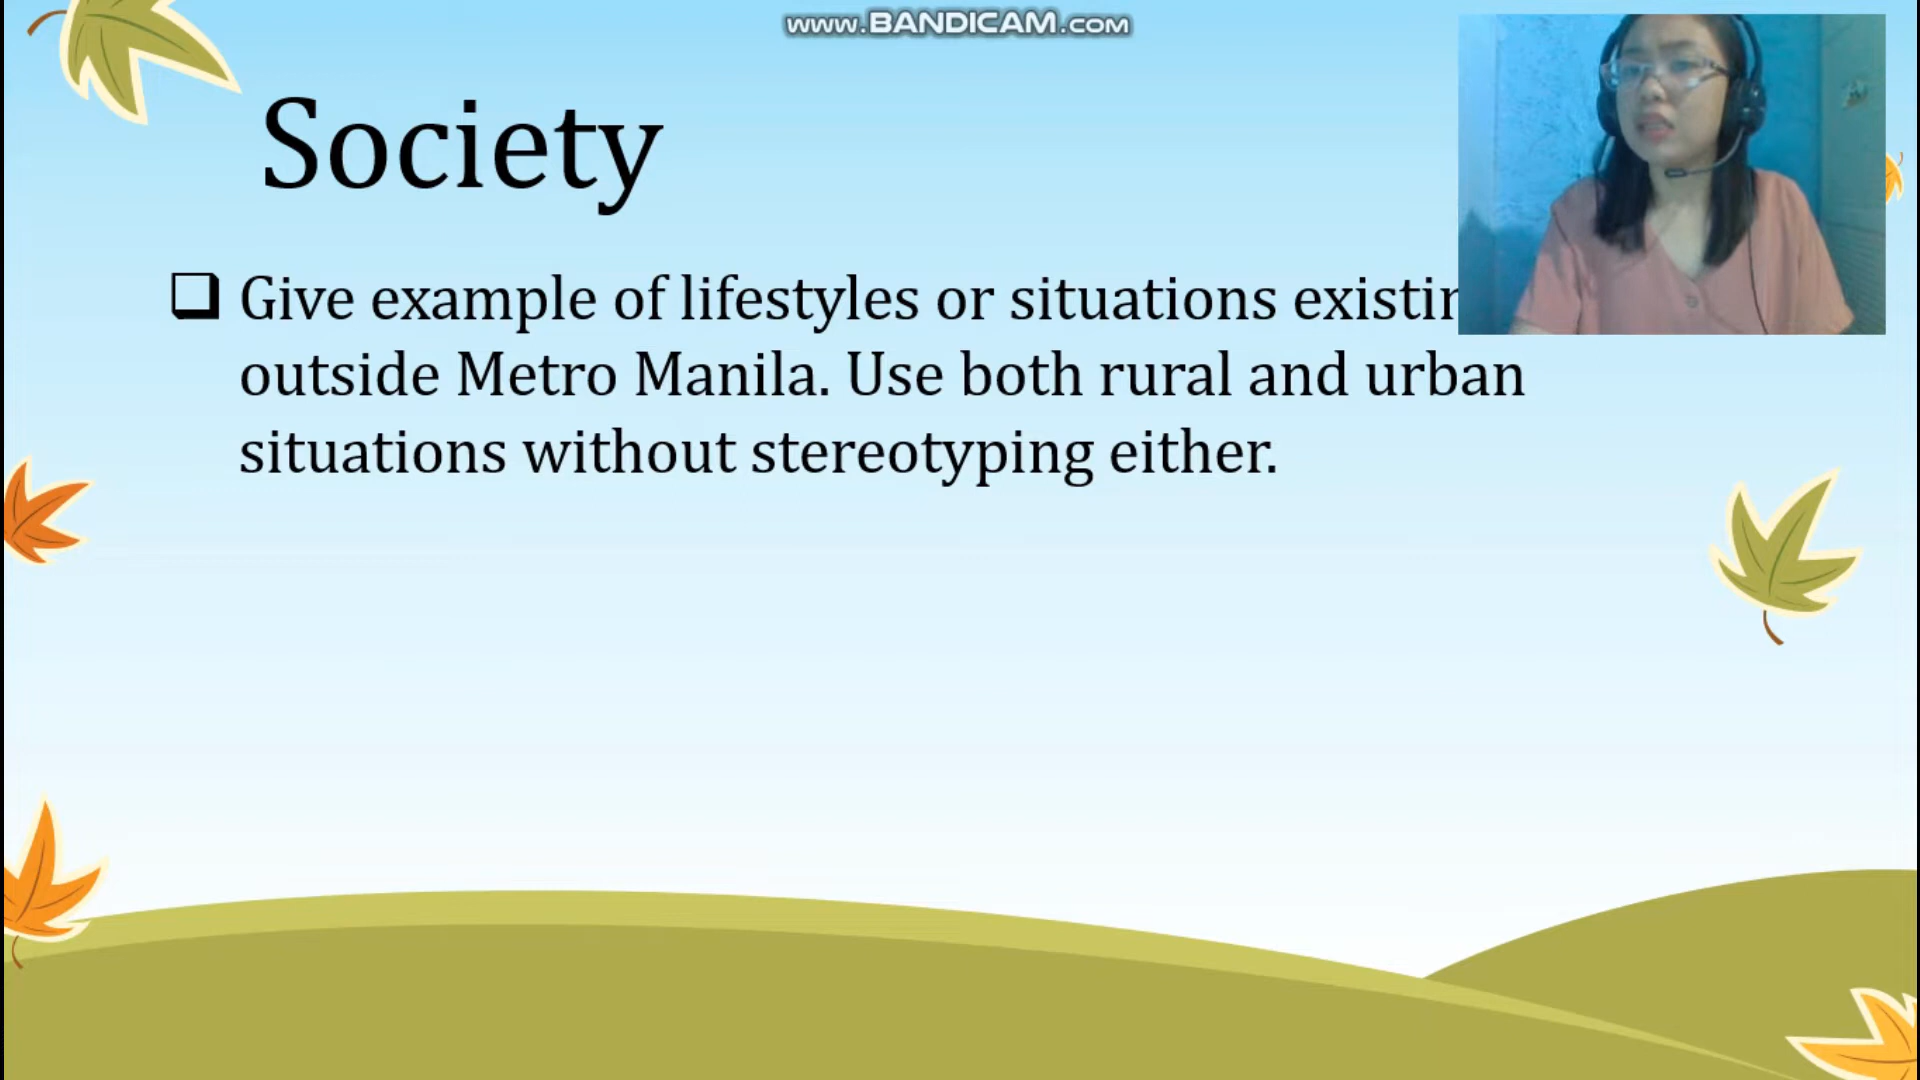 www.BANDICAM.com
Society
Give example of lifestyles or situations existin
outside Metro Manila. Use both rural and urban
situations without stereotyping either.